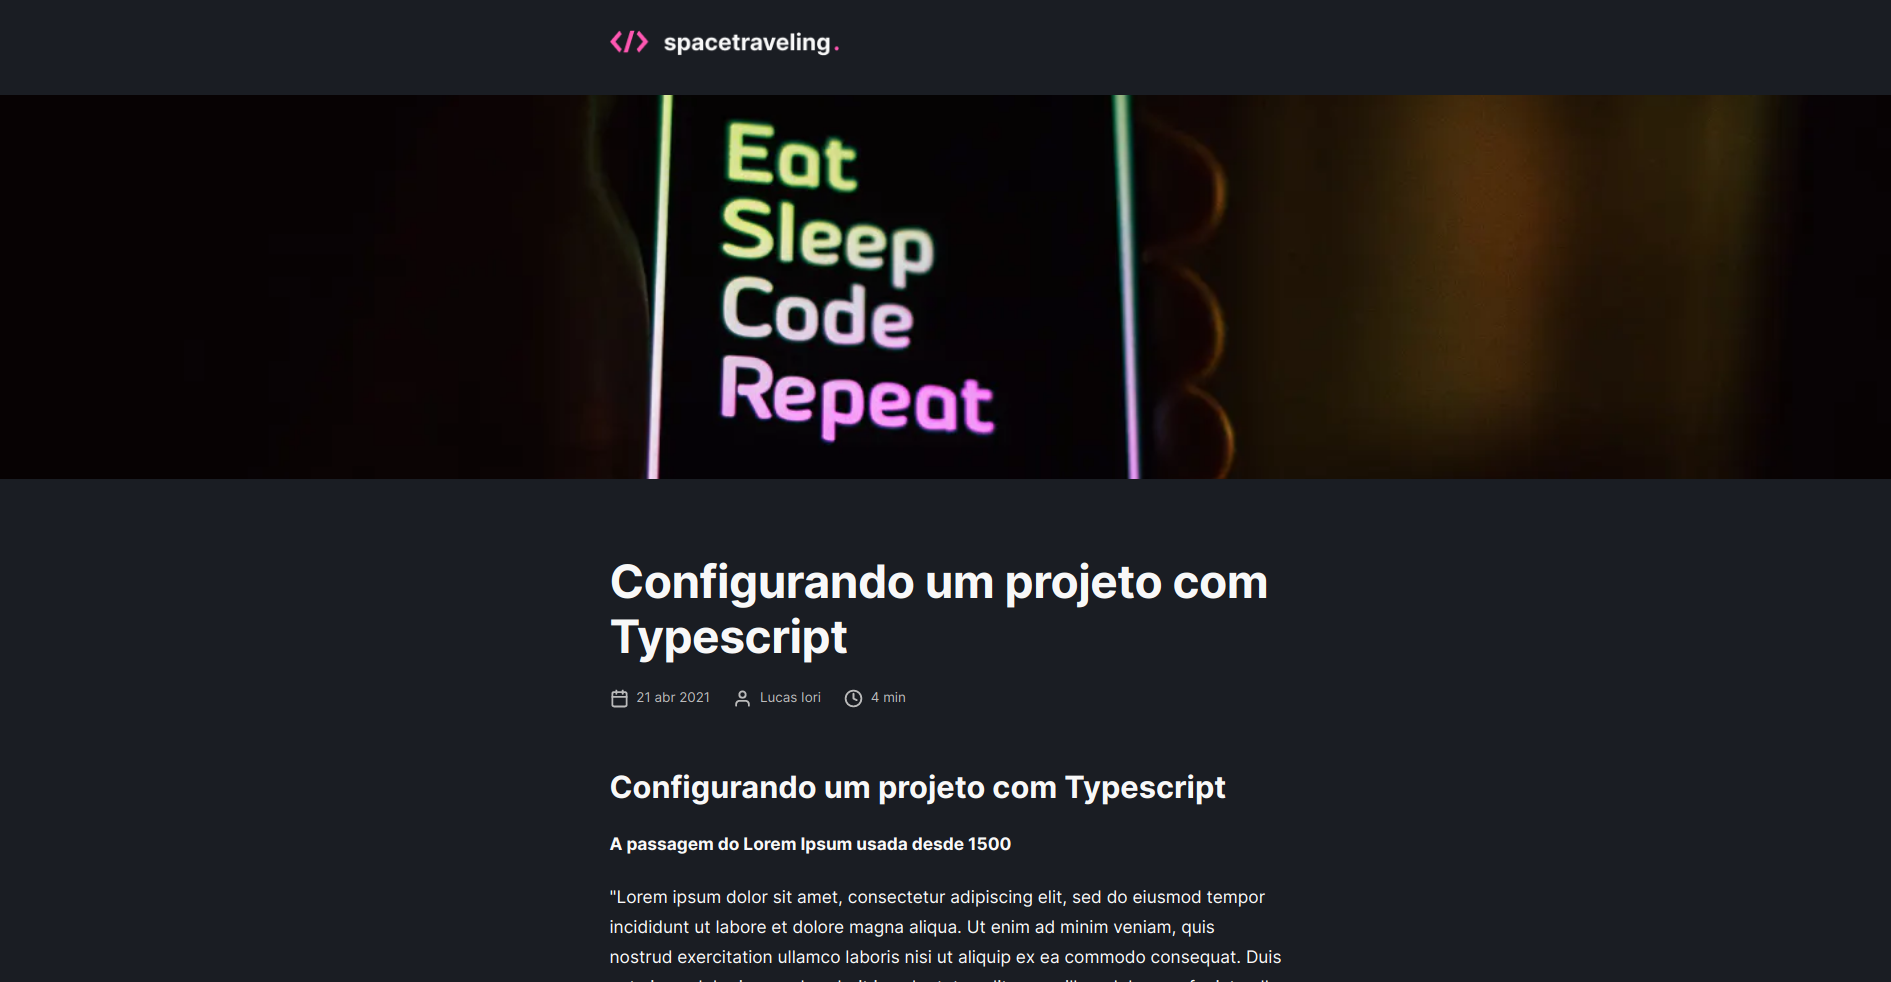 </> spacetraveling.
Eat
Sleep
Code
Repeat
Configurando um projeto com
Typescript
21 abr 2021 Lucas Iori 4 min
Configurando um projeto com Typescript
A passagem do Lorem Ipsum usada desde 1500
"Lorem ipsum dolor sit amet, consectetur adipiscing elit, sed do eiusmod tempor
incididunt ut labore et dolore magna aliqua. Ut enim ad minim veniam, quis
nostrud exercitation ullamco laboris nisi ut aliquip ex ea commodo consequat. Duis